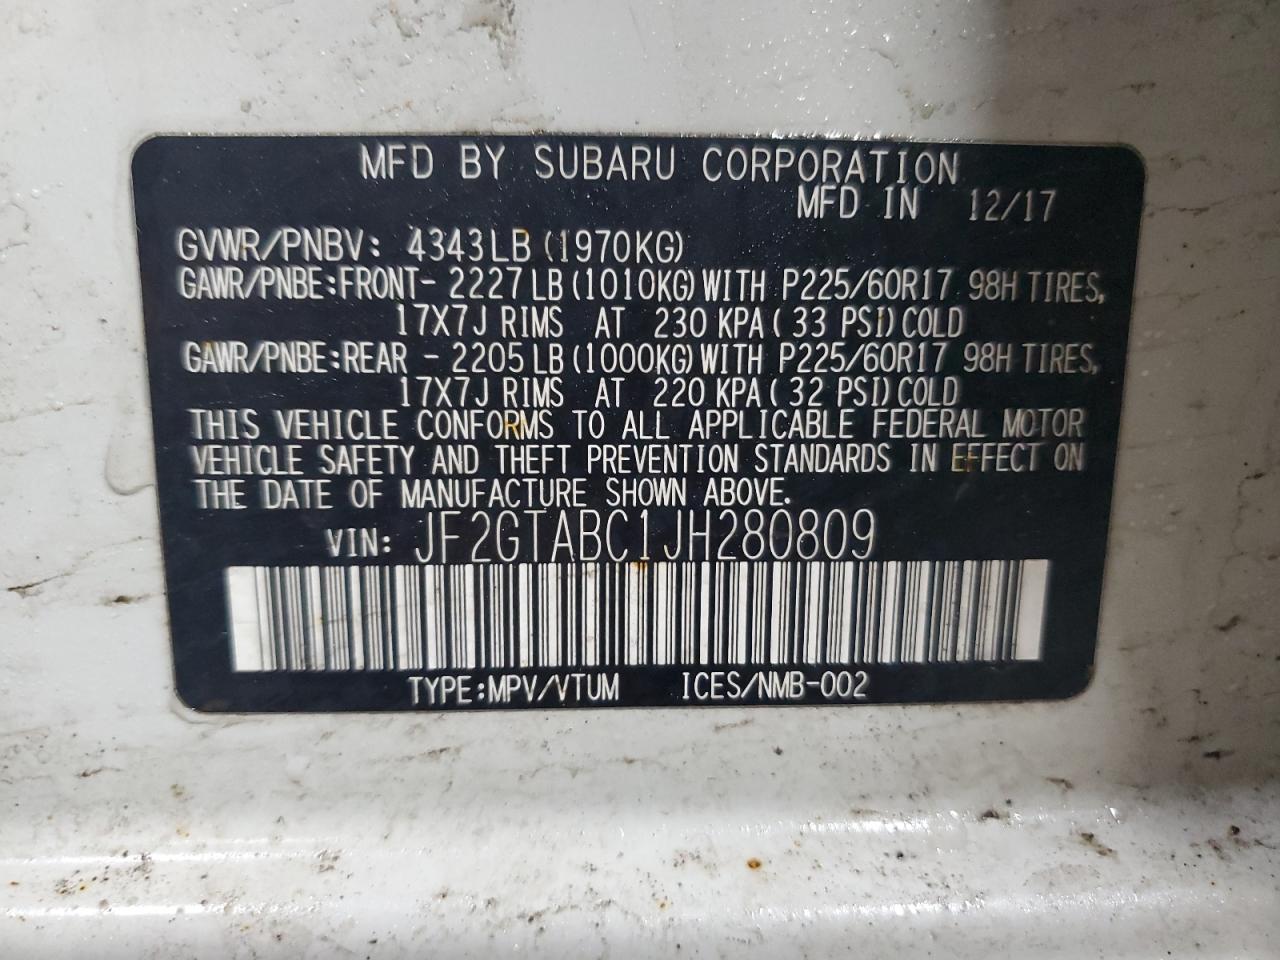 MFD BY SUBARU CORPORATION
MFD IN 12/17
GVWR/PNBV: 4343LB (1970KG)
GAWR/PNBE:FRONT- 2227LB (1010KG) WITH P225/60R17 98H TIRES,
17X7J RIMS AT 230 KPA ( 33 PSI) COLD
GAWR/PNBE:REAR - 2205LB (1000KG) WITH P225/60R17 98H TIRES,
17X7J RIMS AT 220 KPA ( 32 PSI) COLD
THIS VEHICLE CONFORMS TO ALL APPLICABLE FEDERAL MOTOR
VEHICLE SAFETY AND THEFT PREVENTION STANDARDS IN EFFECT ON
THE DATE OF MANUFACTURE SHOWN ABOVE.
VIN: JF2GTABC1JH280809
TYPE:MPV/VTUM ICES/NMB-002